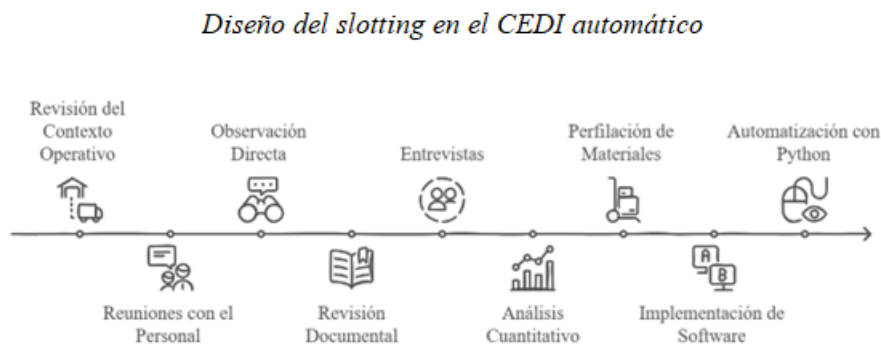 Diseño del slotting en el CEDI automático
Revisión del
Contexto
Operativo
Reuniones con el
Personal
Observación
Directa
Revisión
Documental
Entrevistas
Análisis
Cuantitativo
Perfilación de
Materiales
A
B
Implementación de
Software
Automatización con
Python